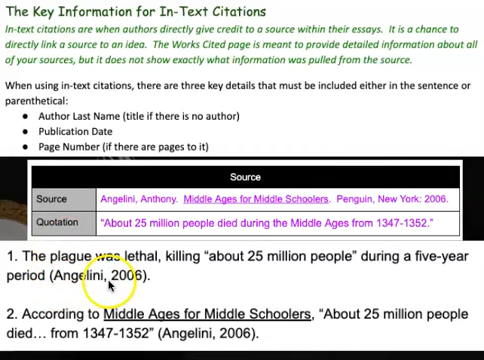 The Key Information for In-Text Citations
In-text citations are when authors directly give credit to a source within their essays. It is a chance to
directly link a source to an idea. The Works Cited page is meant to provide detailed information about all
of your sources, but it does not show exactly what information was pulled from the source.
When using in-text citations, there are three key details that must be included either in the sentence or
parenthetical:
● Author Last Name (title if there is no author)
● Publication Date
● Page Number (if there are pages to it)
Source
Source Angelini, Anthony. Middle Ages for Middle Schoolers. Penguin, New York: 2006.
Quotation "About 25 million people died during the Middle Ages from 1347-1352."
1. The plague was lethal, killing "about 25 million people" during a five-year
period (Angelini, 2006).
2. According to Middle Ages for Middle Schoolers, "About 25 million people
died… from 1347-1352" (Angelini, 2006).